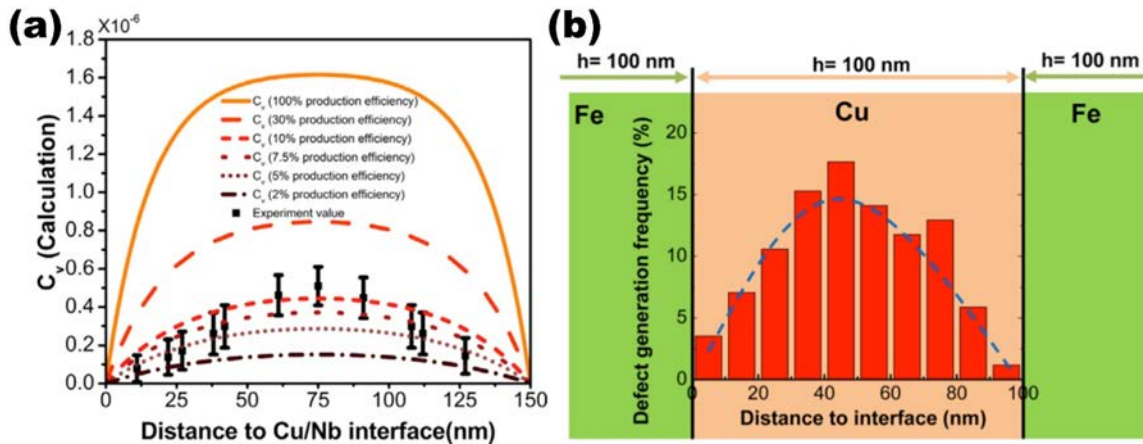 (a)
X10⁻⁶
1.8
1.6
1.4
1.2
1.0
0.8
0.6
0.4
0.2
0.0
Cᵥ (Calculation)
Cᵥ (100% production efficiency)
Cᵥ (30% production efficiency)
Cᵥ (10% production efficiency)
Cᵥ (7.5% production efficiency)
Cᵥ (5% production efficiency)
Cᵥ (2% production efficiency)
Experiment value
0 25 50 75 100 125 150
Distance to Cu/Nb interface(nm)
(b)
h= 100 nm h= 100 nm h= 100 nm
Fe Cu Fe
Defect generation frequency (%)
20
15
10
5
0
0 20 40 60 80 100
Distance to interface (nm)